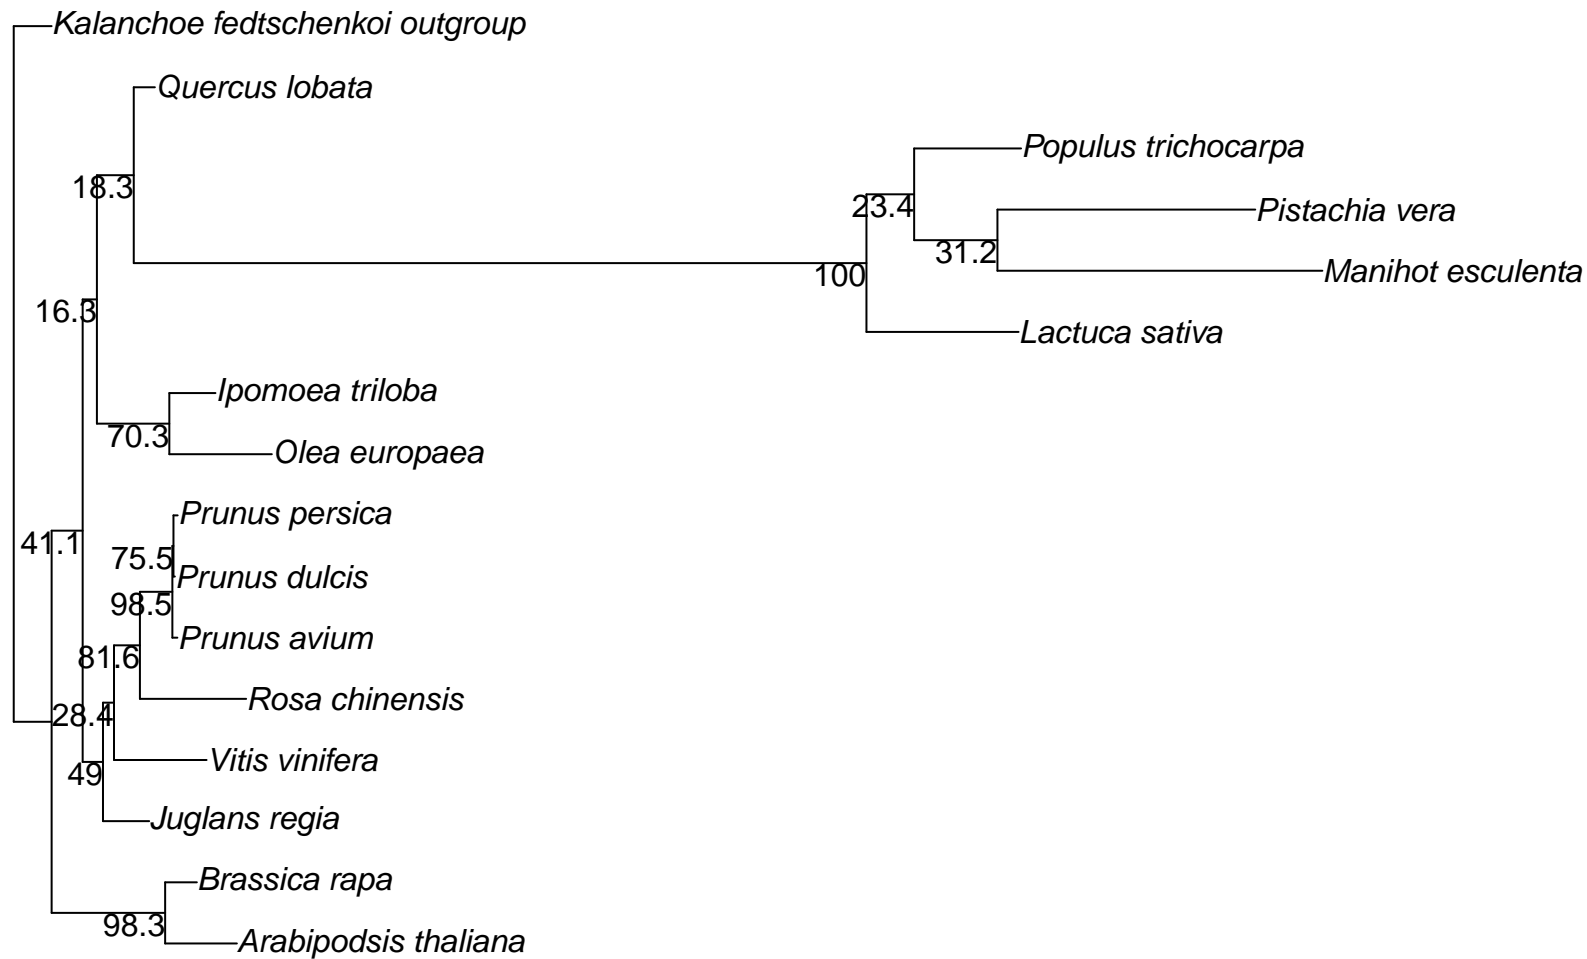 Kalanchoe fedtschenkoi outgroup
Quercus lobata
Populus trichocarpa
18.3
23.4
Pistachia vera
31.2
100
Manihot esculenta
16.3
Lactuca sativa
Ipomoea triloba
70.3
Olea europaea
Prunus persica
41.1
75.5
Prunus dulcis
98.5
Prunus avium
81.6
Rosa chinensis
28.4
Vitis vinifera
49
Juglans regia
Brassica rapa
98.3
Arabipodsis thaliana